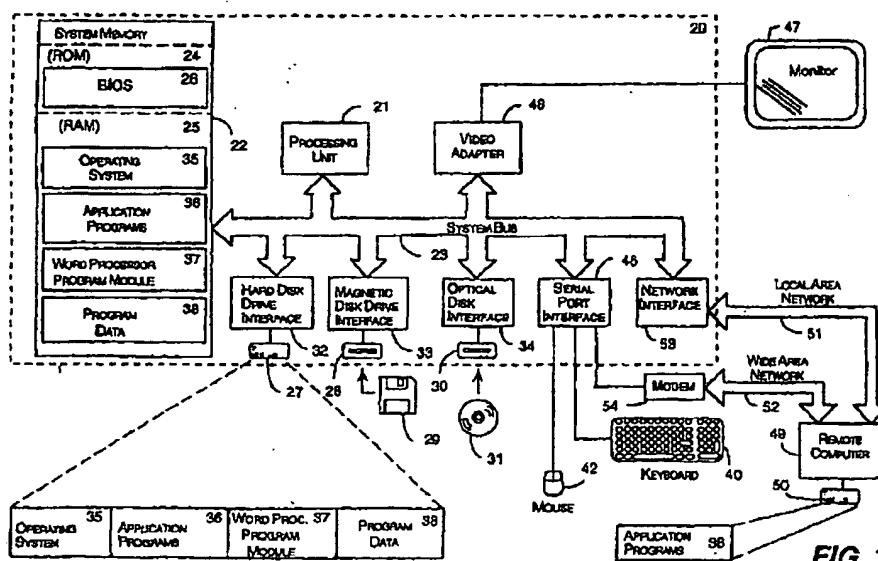 SYSTEM MEMORY
(ROM) 24
BIOS 26
(RAM) 25
OPERATING SYSTEM 35
APPLICATION PROGRAMS 36
WORD PROCESSOR PROGRAM MODULE 37
PROGRAM DATA 38
22
20
21
PROCESSING UNIT
48
VIDEO ADAPTER
47
Monitor
SYSTEM BUS
23
HARD DISK DRIVE INTERFACE
32
MAGNETIC DISK DRIVE INTERFACE
33
OPTICAL DISK INTERFACE
34
46
SERIAL PORT INTERFACE
NETWORK INTERFACE
53
LOCAL AREA NETWORK
51
27
28
30
29
31
MODEM
54
WIDE AREA NETWORK
52
42
MOUSE
KEYBOARD
40
49
REMOTE COMPUTER
50
OPERATING SYSTEM 35
APPLICATION PROGRAMS 36
WORD PROC. PROGRAM MODULE 37
PROGRAM DATA 38
APPLICATION PROGRAMS 36
FIG